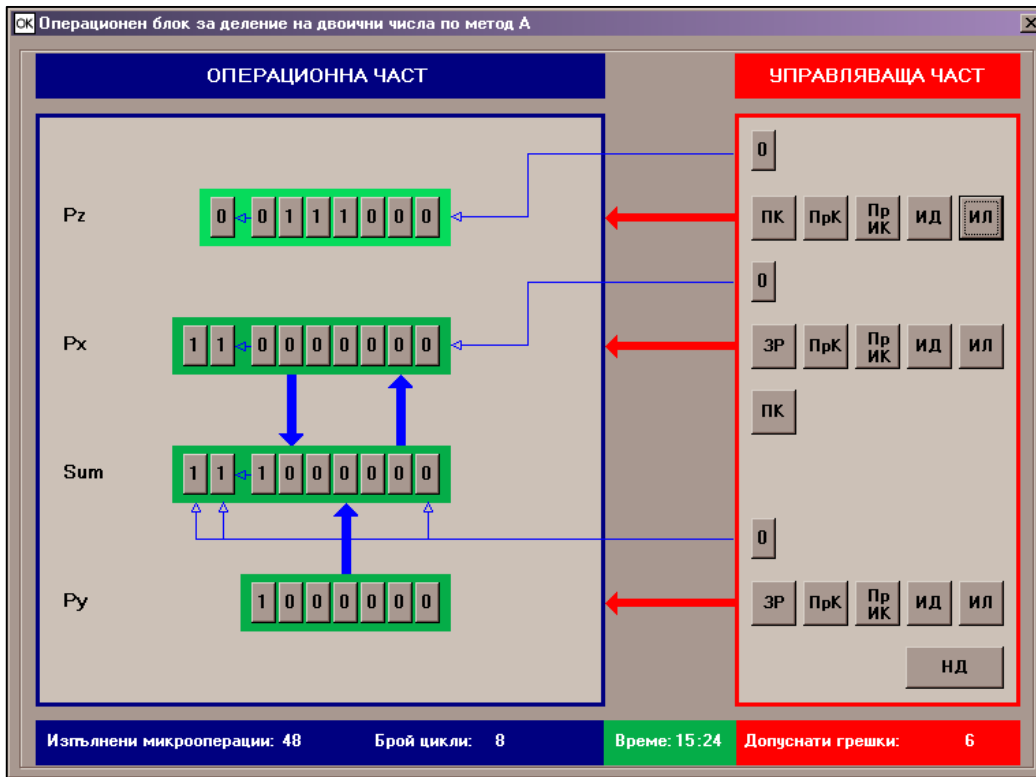 OK Операционен блок за деление на двоични числа по метод А
ОПЕРАЦИОННА ЧАСТ
УПРАВЛЯВАЩА ЧАСТ
0
Pz 0 0 1 1 1 0 0 0 ПК ПрК Пр ИК ИД ИЛ
0
Px 1 1 0 0 0 0 0 0 0 ЗР ПрК Пр ИК ИД ИЛ
ПК
Sum 1 1 1 0 0 0 0 0 0
0
Py 1 0 0 0 0 0 0 ЗР ПрК Пр ИК ИД ИЛ
НД
Изпълнени микрооперации: 48 Брой цикли: 8 Време: 15:24 Допуснати грешки: 6